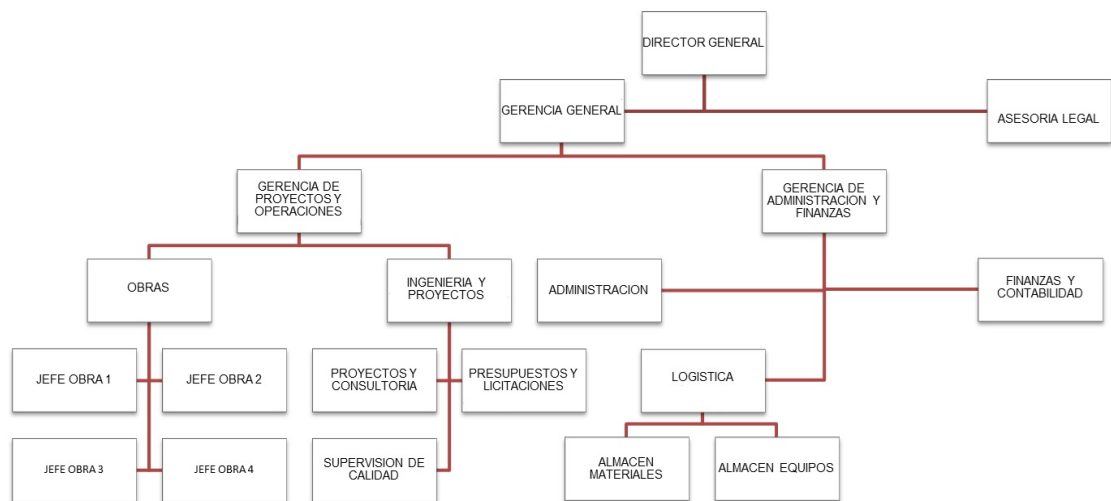 DIRECTOR GENERAL
GERENCIA GENERAL
ASESORIA LEGAL
GERENCIA DE
PROYECTOS Y
OPERACIONES
GERENCIA DE
ADMINISTRACION Y
FINANZAS
OBRAS
INGENIERIA Y
PROYECTOS
ADMINISTRACION
FINANZAS Y
CONTABILIDAD
JEFE OBRA 1
JEFE OBRA 2
PROYECTOS Y
CONSULTORIA
PRESUPUESTOS Y
LICITACIONES
LOGISTICA
JEFE OBRA 3
JEFE OBRA 4
SUPERVISION DE
CALIDAD
ALMACEN
MATERIALES
ALMACEN EQUIPOS